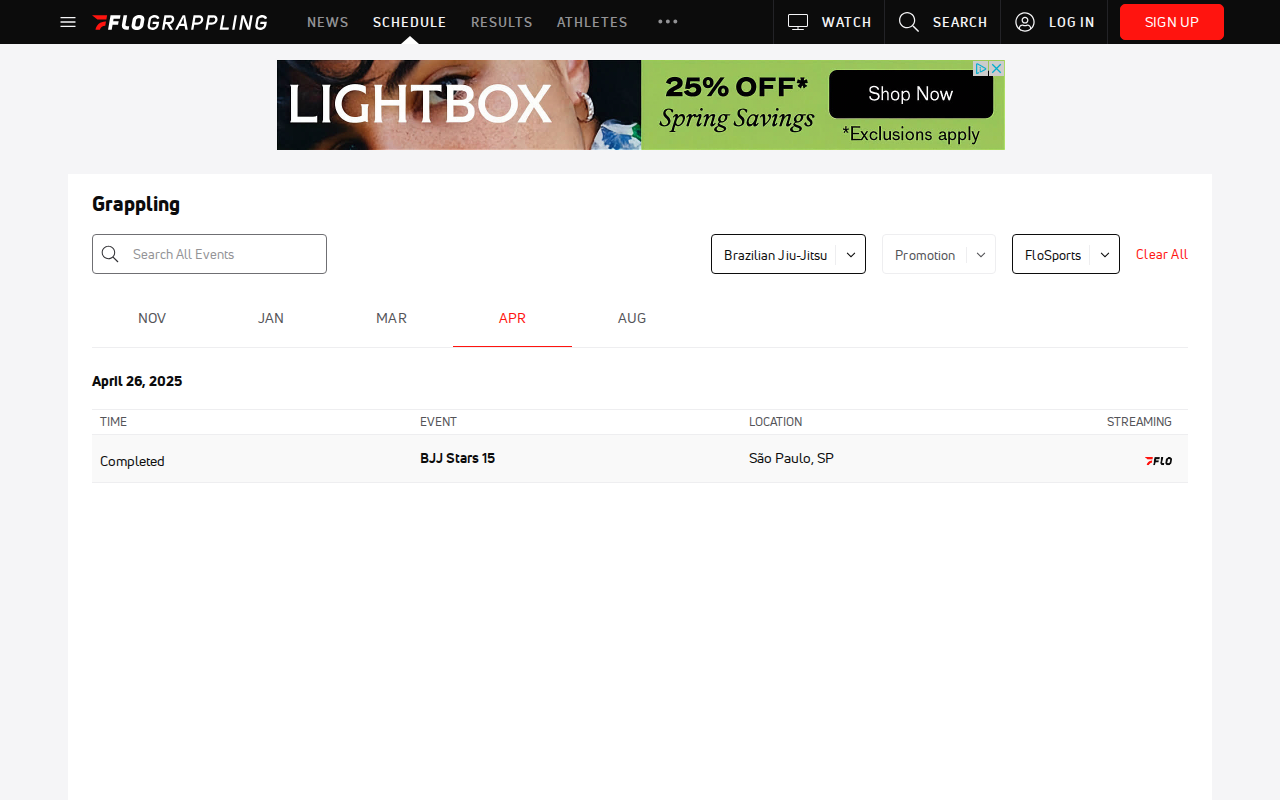 FLOGRAPPLING NEWS SCHEDULE RESULTS ATHLETES WATCH SEARCH LOG IN SIGN UP
LIGHTBOX
25% OFF*
Spring Savings
Shop Now
*Exclusions apply
Grappling
Search All Events Brazilian Jiu-Jitsu Promotion FloSports Clear All
NOV JAN MAR APR AUG
April 26, 2025
TIME EVENT LOCATION STREAMING
Completed BJJ Stars 15 São Paulo, SP FLO